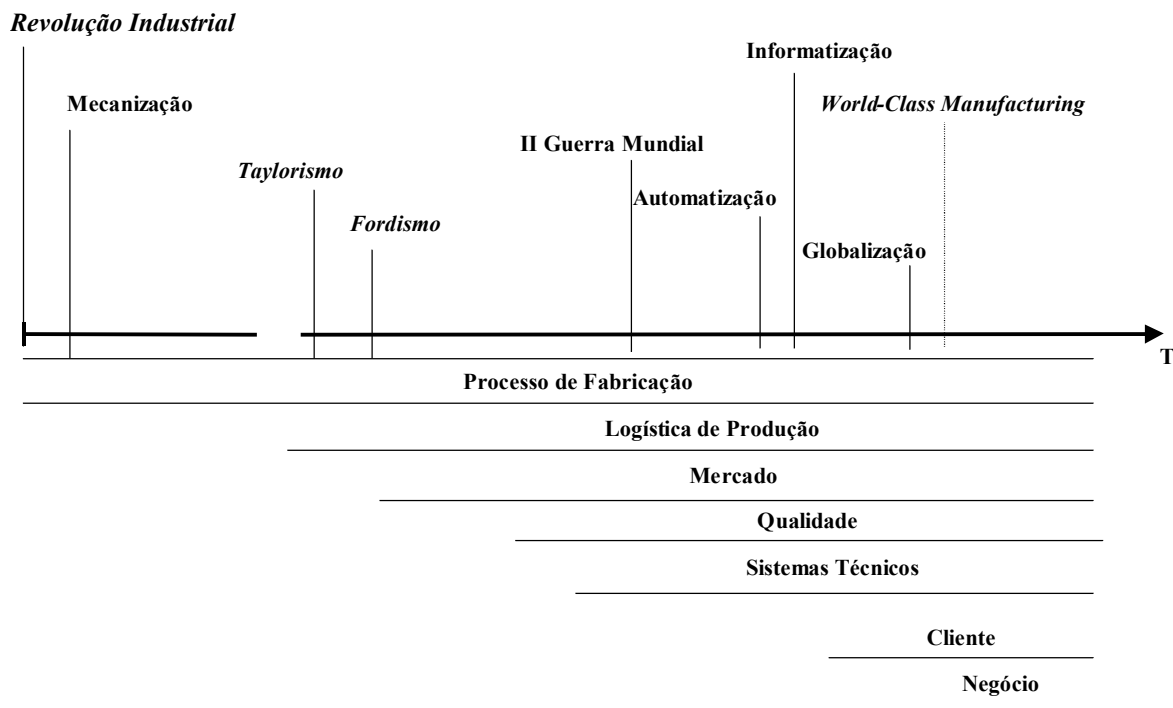 Revolução Industrial
Informatização
Mecanização
World-Class Manufacturing
II Guerra Mundial
Taylorismo
Automatização
Fordismo
Globalização
T
Processo de Fabricação
Logística de Produção
Mercado
Qualidade
Sistemas Técnicos
Cliente
Negócio